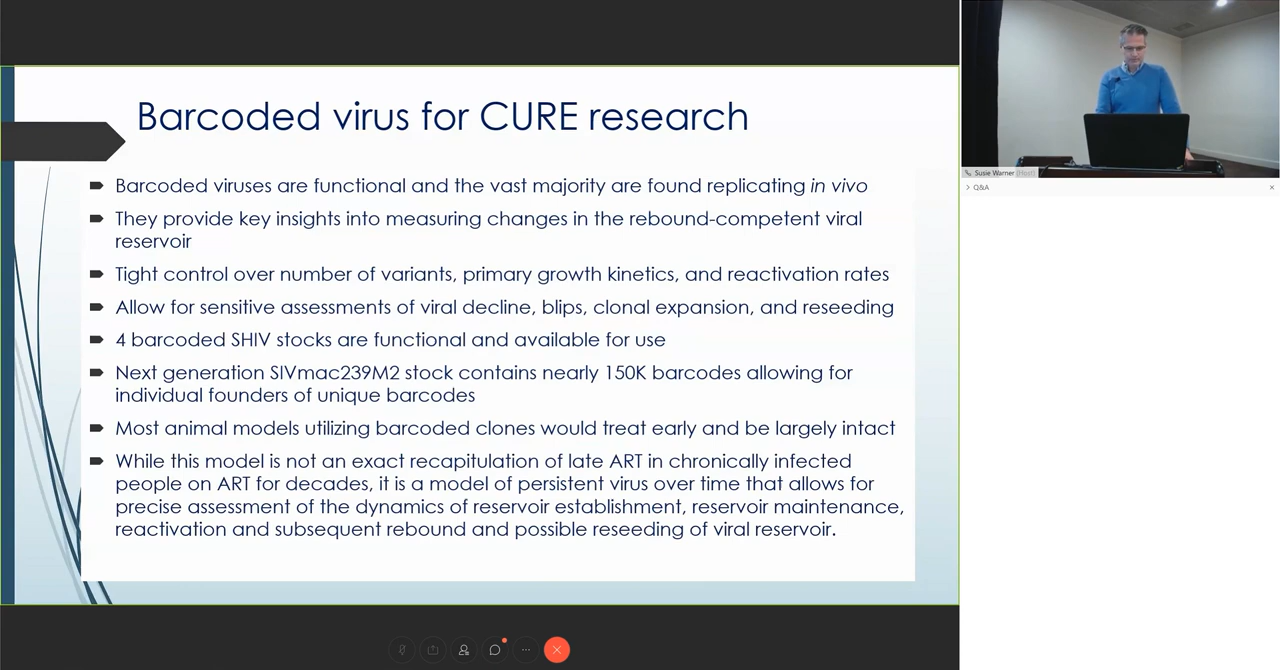 Barcoded virus for CURE research
Barcoded viruses are functional and the vast majority are found replicating in vivo
They provide key insights into measuring changes in the rebound-competent viral
reservoir
Tight control over number of variants, primary growth kinetics, and reactivation rates
Allow for sensitive assessments of viral decline, blips, clonal expansion, and reseeding
4 barcoded SHIV stocks are functional and available for use
Next generation SIVmac239M2 stock contains nearly 150K barcodes allowing for
individual founders of unique barcodes
Most animal models utilizing barcoded clones would treat early and be largely intact
While this model is not an exact recapitulation of late ART in chronically infected
people on ART for decades, it is a model of persistent virus over time that allows for
precise assessment of the dynamics of reservoir establishment, reservoir maintenance,
reactivation and subsequent rebound and possible reseeding of viral reservoir.
Susie Warner (Host)
Q&A